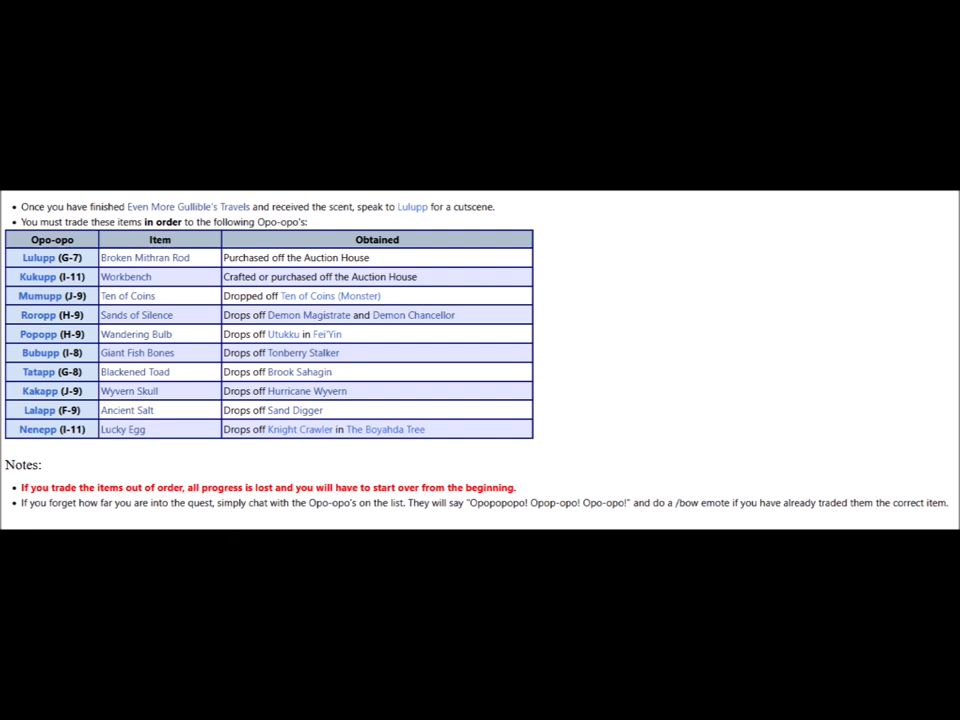 • Once you have finished Even More Gullible's Travels and received the scent, speak to Lulupp for a cutscene.
• You must trade these items in order to the following Opo-opo's:
Opo-opo Item Obtained
Lulupp (G-7) Broken Mithran Rod Purchased off the Auction House
Kukupp (I-11) Workbench Crafted or purchased off the Auction House
Mumupp (J-9) Ten of Coins Dropped off Ten of Coins (Monster)
Roropp (H-9) Sands of Silence Drops off Demon Magistrate and Demon Chancellor
Popopp (H-9) Wandering Bulb Drops off Utukku in Fei'Yin
Bubupp (I-8) Giant Fish Bones Drops off Tonberry Stalker
Tatapp (G-8) Blackened Toad Drops off Brook Sahagin
Kakapp (J-9) Wyvern Skull Drops off Hurricane Wyvern
Lalapp (F-9) Ancient Salt Drops off Sand Digger
Nenepp (I-11) Lucky Egg Drops off Knight Crawler in The Boyahda Tree
Notes:
• If you trade the items out of order, all progress is lost and you will have to start over from the beginning.
• If you forget how far you are into the quest, simply chat with the Opo-opo's on the list. They will say "Opopopopo! Opop-opo! Opo-opo!" and do a /bow emote if you have already traded them the correct item.